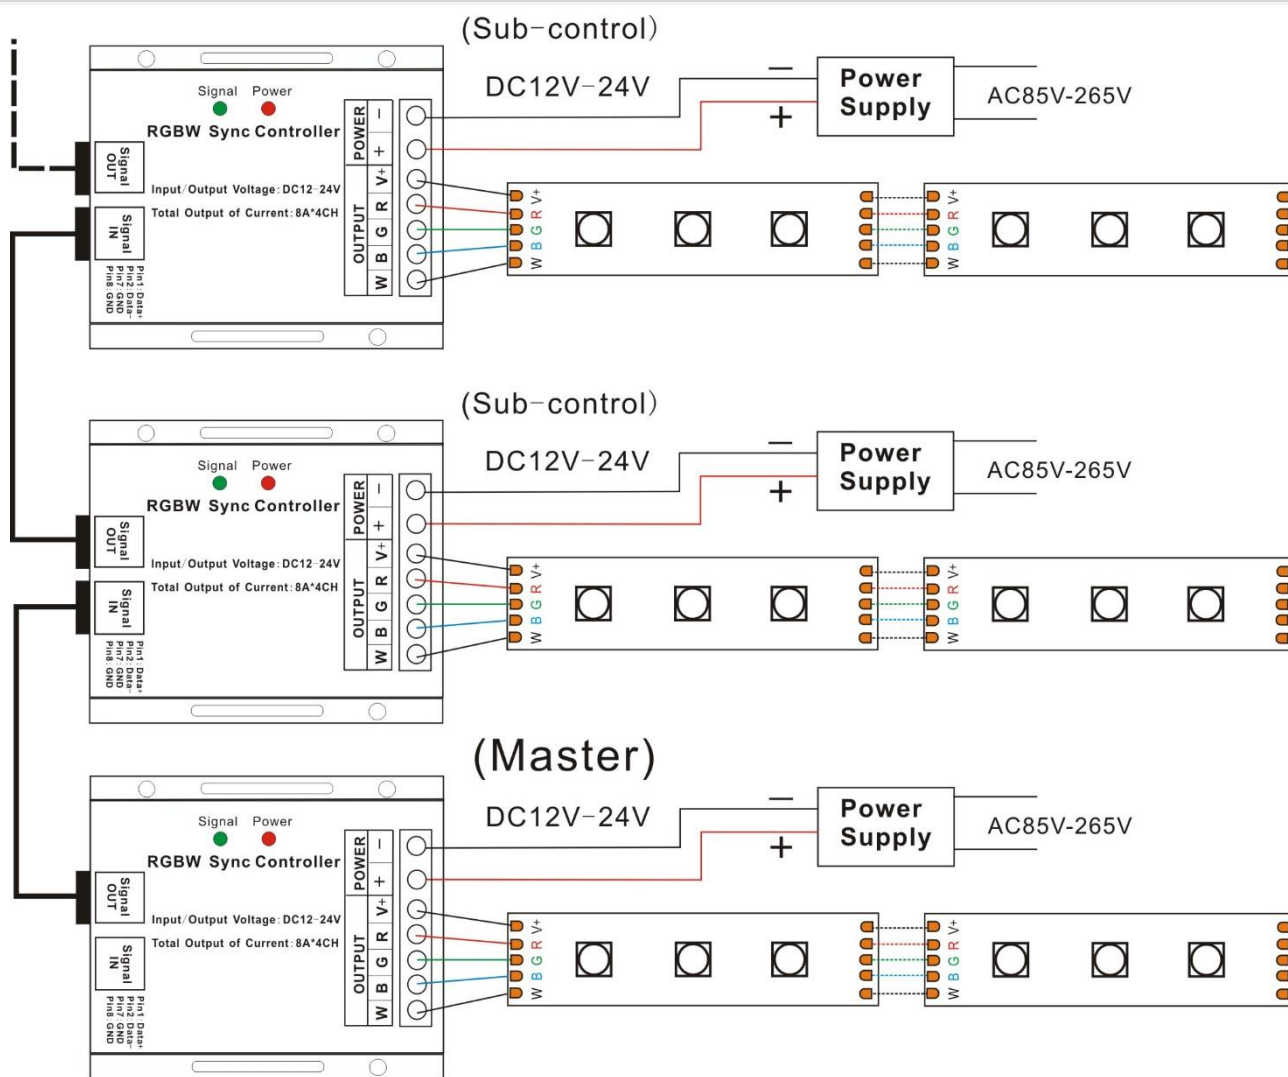 (Sub-control)
DC12V-24V
−
+
Power
Supply
AC85V-265V
Signal Power
RGBW Sync Controller
Signal
OUT
Input/Output Voltage:DC12-24V
Total Output of Current:8A*4CH
Signal
IN
Pin1:Data+
Pin2:Data-
Pin7:GND
Pin8:GND
POWER
−
+
OUTPUT
V+
R
G
B
W
V+
R
G
B
W
V+
R
G
B
W
(Sub-control)
DC12V-24V
−
+
Power
Supply
AC85V-265V
Signal Power
RGBW Sync Controller
Signal
OUT
Input/Output Voltage:DC12-24V
Total Output of Current:8A*4CH
Signal
IN
Pin1:Data+
Pin2:Data-
Pin7:GND
Pin8:GND
POWER
−
+
OUTPUT
V+
R
G
B
W
V+
R
G
B
W
V+
R
G
B
W
(Master)
DC12V-24V
−
+
Power
Supply
AC85V-265V
Signal Power
RGBW Sync Controller
Signal
OUT
Input/Output Voltage:DC12-24V
Total Output of Current:8A*4CH
Signal
IN
Pin1:Data+
Pin2:Data-
Pin7:GND
Pin8:GND
POWER
−
+
OUTPUT
V+
R
G
B
W
V+
R
G
B
W
V+
R
G
B
W